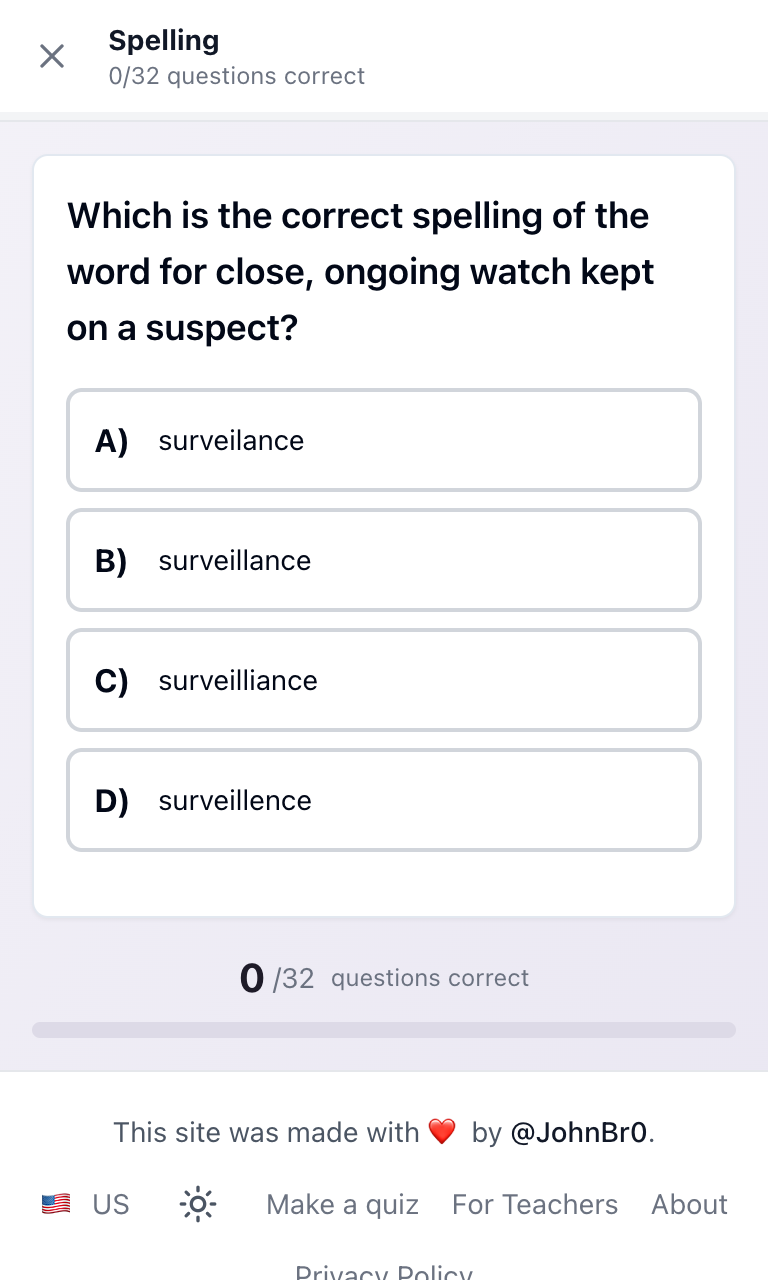 Spelling
0/32 questions correct
Which is the correct spelling of the
word for close, ongoing watch kept
on a suspect?
A) surveilance
B) surveillance
C) surveilliance
D) surveillence
0 /32 questions correct
This site was made with ❤️ by @JohnBr0.
🇺🇸 US Make a quiz For Teachers About
Privacy Policy